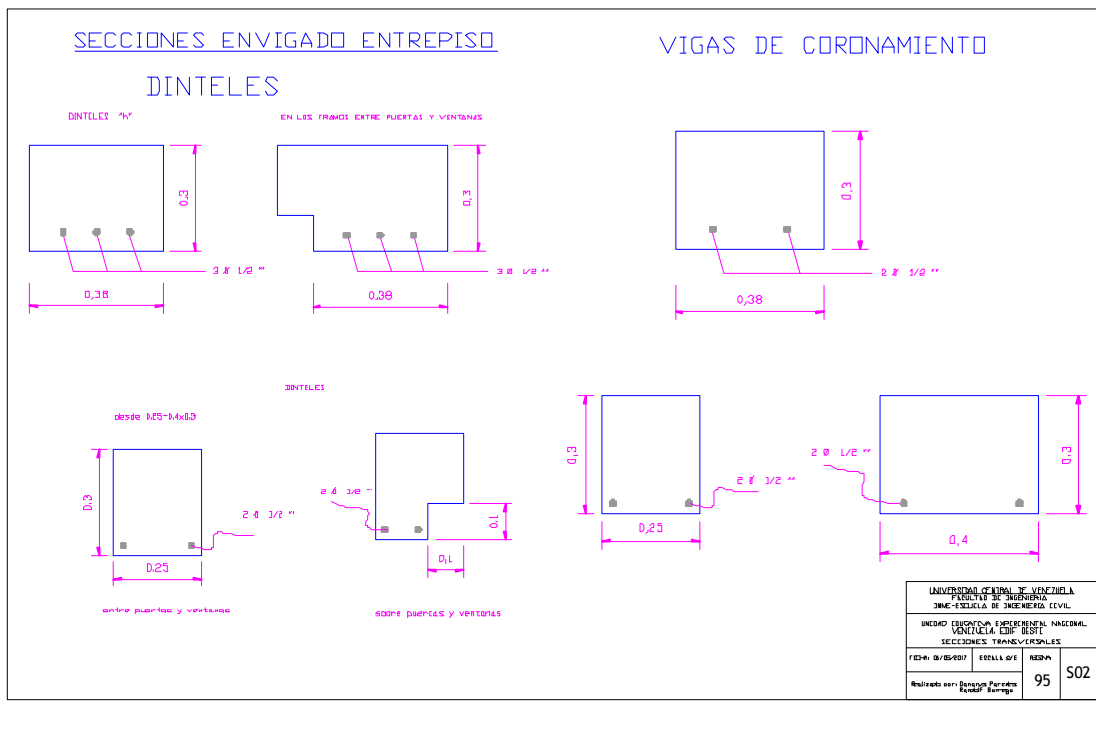 SECCIONES ENVIGADO ENTREPISO
VIGAS DE CORONAMIENTO
DINTELES
DINTELES "h"
EN LOS TRAMOS ENTRE PUERTAS Y VENTANAS
0,3
0,3
0,3
3 Ø 1/2 "
3 Ø 1/2 "
2 Ø 1/2 "
0,38
0,38
0,38
DINTELES
desde 0.25-0.4x0.3
0,3
2 Ø 1/2 "
2 Ø 1/2 "
0,1
0,1
0,25
0,3
2 Ø 1/2 "
2 Ø 1/2 "
0,3
0,25
0,4
entre puertas y ventanas
sobre puertas y ventanas
UNIVERSIDAD CENTRAL DE VENEZUELA
FACULTAD DE INGENIERIA
INME-ESCUELA DE INGENIERIA CIVIL
UNIDAD EDUCATIVA EXPERIMENTAL NACIONAL
VENEZUELA, EDIF OESTE
SECCIONES TRANSVERSALES
FECHA: /2017
ESCALA S/E
PAGINA
95
S02
Realizado por: Paredes
Borrego